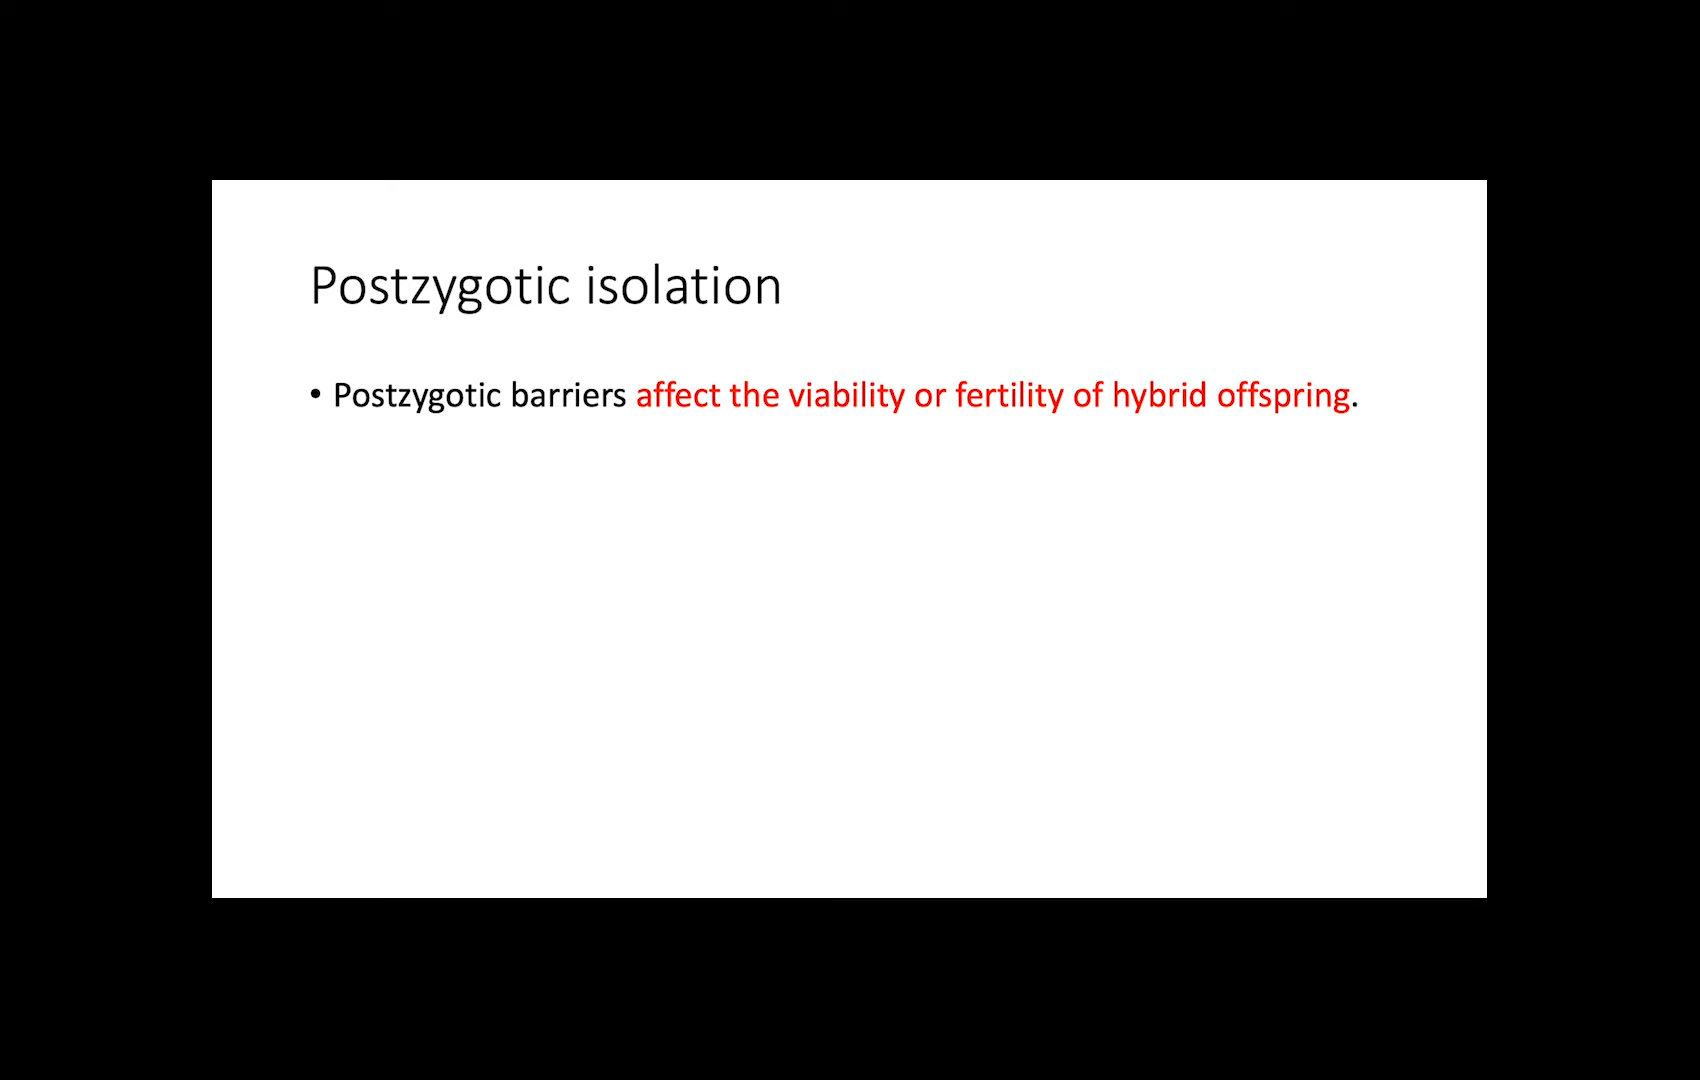 Postzygotic isolation
• Postzygotic barriers affect the viability or fertility of hybrid offspring.